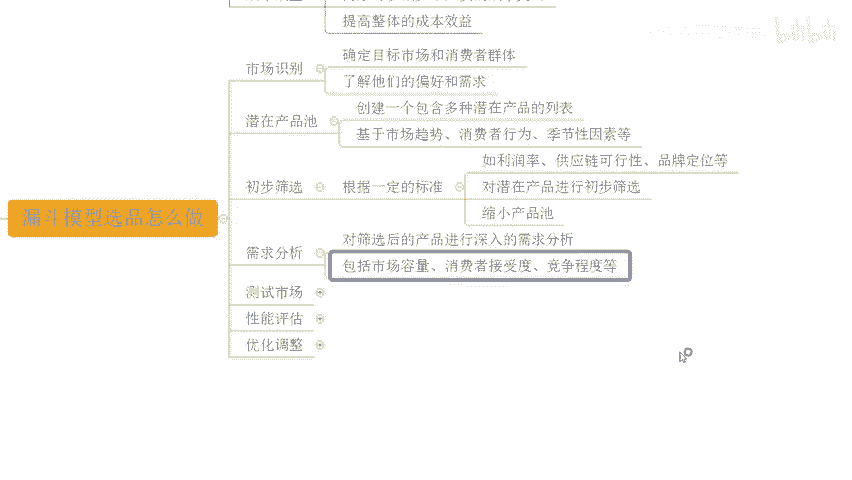 提高整体的成本效益
市场识别
确定目标市场和消费者群体
了解他们的偏好和需求
潜在产品池
创建一个包含多种潜在产品的列表
基于市场趋势、消费者行为、季节性因素等
初步筛选
根据一定的标准
如利润率、供应链可行性、品牌定位等
对潜在产品进行初步筛选
缩小产品池
漏斗模型选品怎么做
需求分析
对筛选后的产品进行深入的需求分析
包括市场容量、消费者接受度、竞争程度等
测试市场
性能评估
优化调整
bilibili